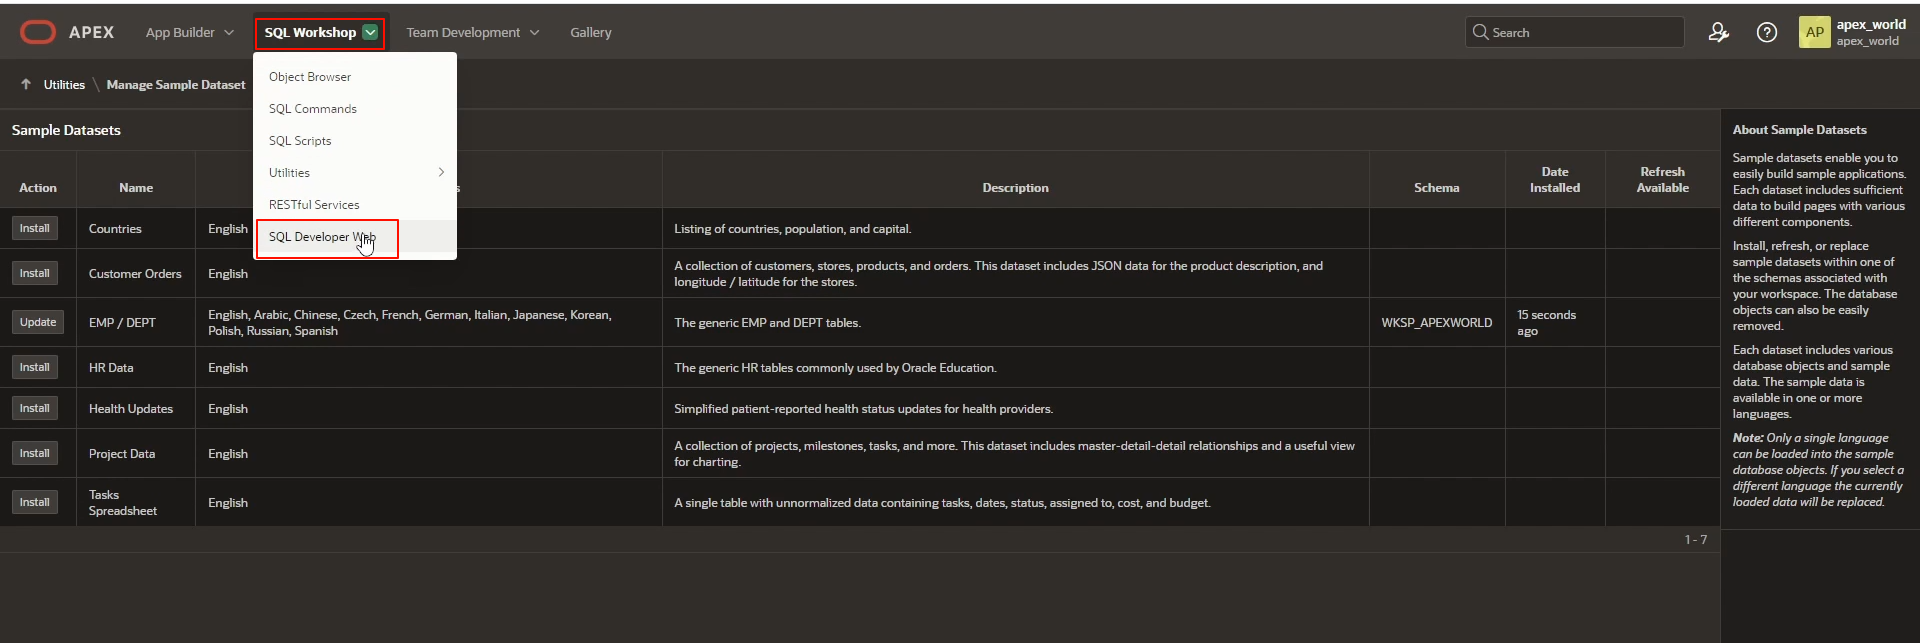 APEX
App Builder
SQL Workshop
Team Development
Gallery
Search
AP
apex_world
apex_world
Utilities \ Manage Sample Dataset
Object Browser
SQL Commands
SQL Scripts
Utilities
RESTful Services
SQL Developer Web
Sample Datasets
Action
Name
s
Description
Schema
Date
Installed
Refresh
Available
Install
Countries
English
Listing of countries, population, and capital.
Install
Customer Orders
English
A collection of customers, stores, products, and orders. This dataset includes JSON data for the product description, and
longitude / latitude for the stores.
Update
EMP / DEPT
English, Arabic, Chinese, Czech, French, German, Italian, Japanese, Korean,
Polish, Russian, Spanish
The generic EMP and DEPT tables.
WKSP_APEXWORLD
15 seconds
ago
Install
HR Data
English
The generic HR tables commonly used by Oracle Education.
Install
Health Updates
English
Simplified patient-reported health status updates for health providers.
Install
Project Data
English
A collection of projects, milestones, tasks, and more. This dataset includes master-detail-detail relationships and a useful view
for charting.
Install
Tasks
Spreadsheet
English
A single table with unnormalized data containing tasks, dates, status, assigned to, cost, and budget.
1 - 7
About Sample Datasets
Sample datasets enable you to
easily build sample applications.
Each dataset includes sufficient
data to build pages with various
different components.
Install, refresh, or replace
sample datasets within one of
the schemas associated with
your workspace. The database
objects can also be easily
removed.
Each dataset includes various
database objects and sample
data. The sample data is
available in one or more
languages.
Note: Only a single language
can be loaded into the sample
database objects. If you select a
different language the currently
loaded data will be replaced.